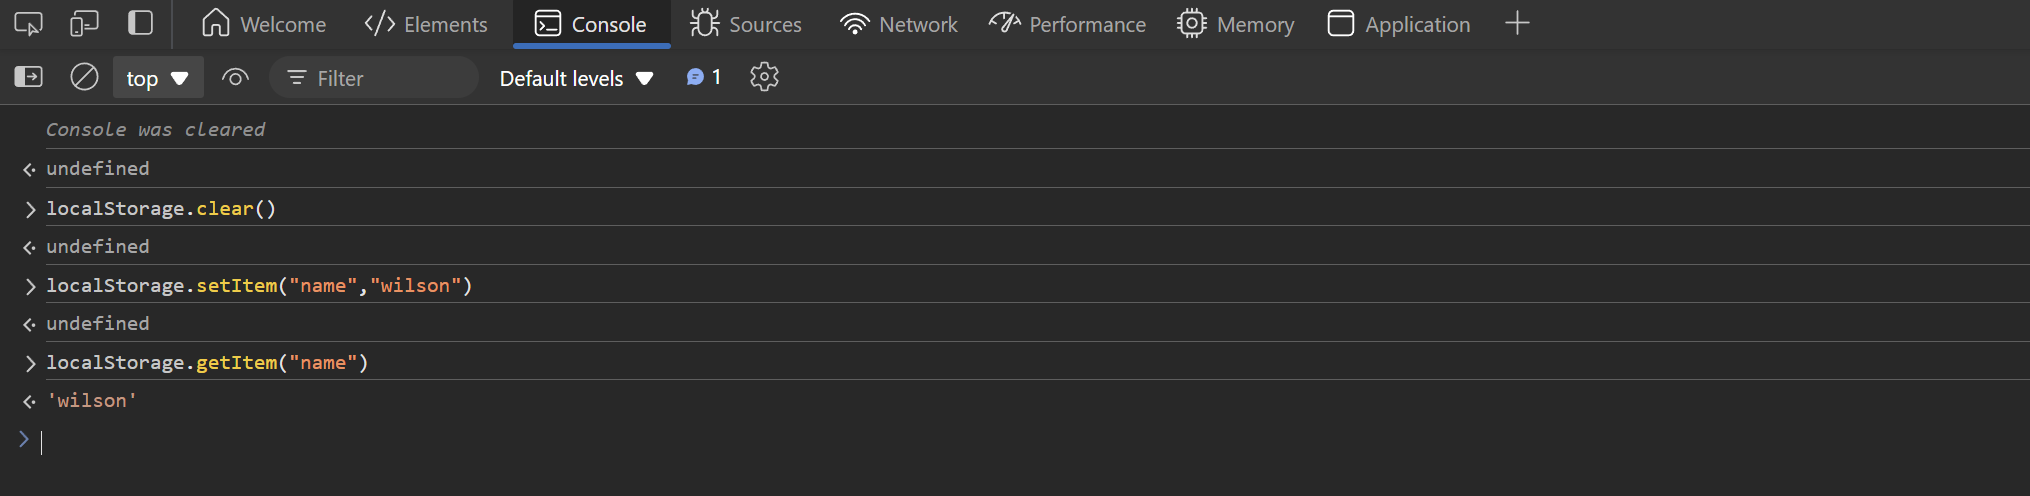 Welcome Elements Console Sources Network Performance Memory Application
top Filter Default levels 1
Console was cleared
undefined
localStorage.clear()
undefined
localStorage.setItem("name","wilson")
undefined
localStorage.getItem("name")
'wilson'